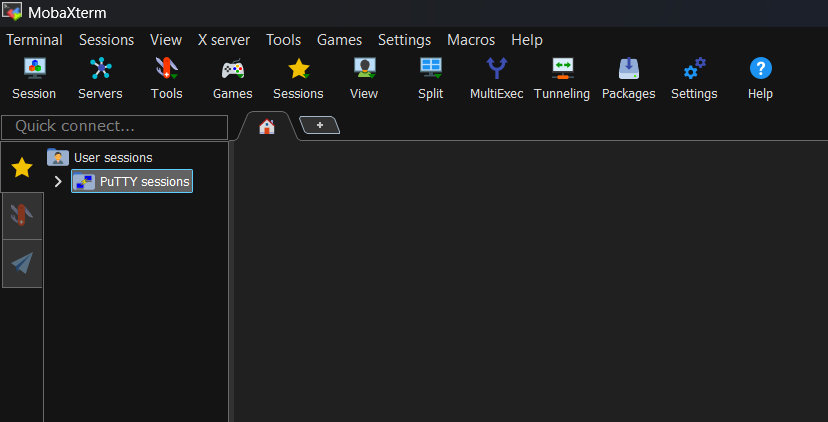 MobaXterm
Terminal Sessions View X server Tools Games Settings Macros Help
Session Servers Tools Games Sessions View Split MultiExec Tunneling Packages Settings Help
Quick connect...
User sessions
PuTTY sessions